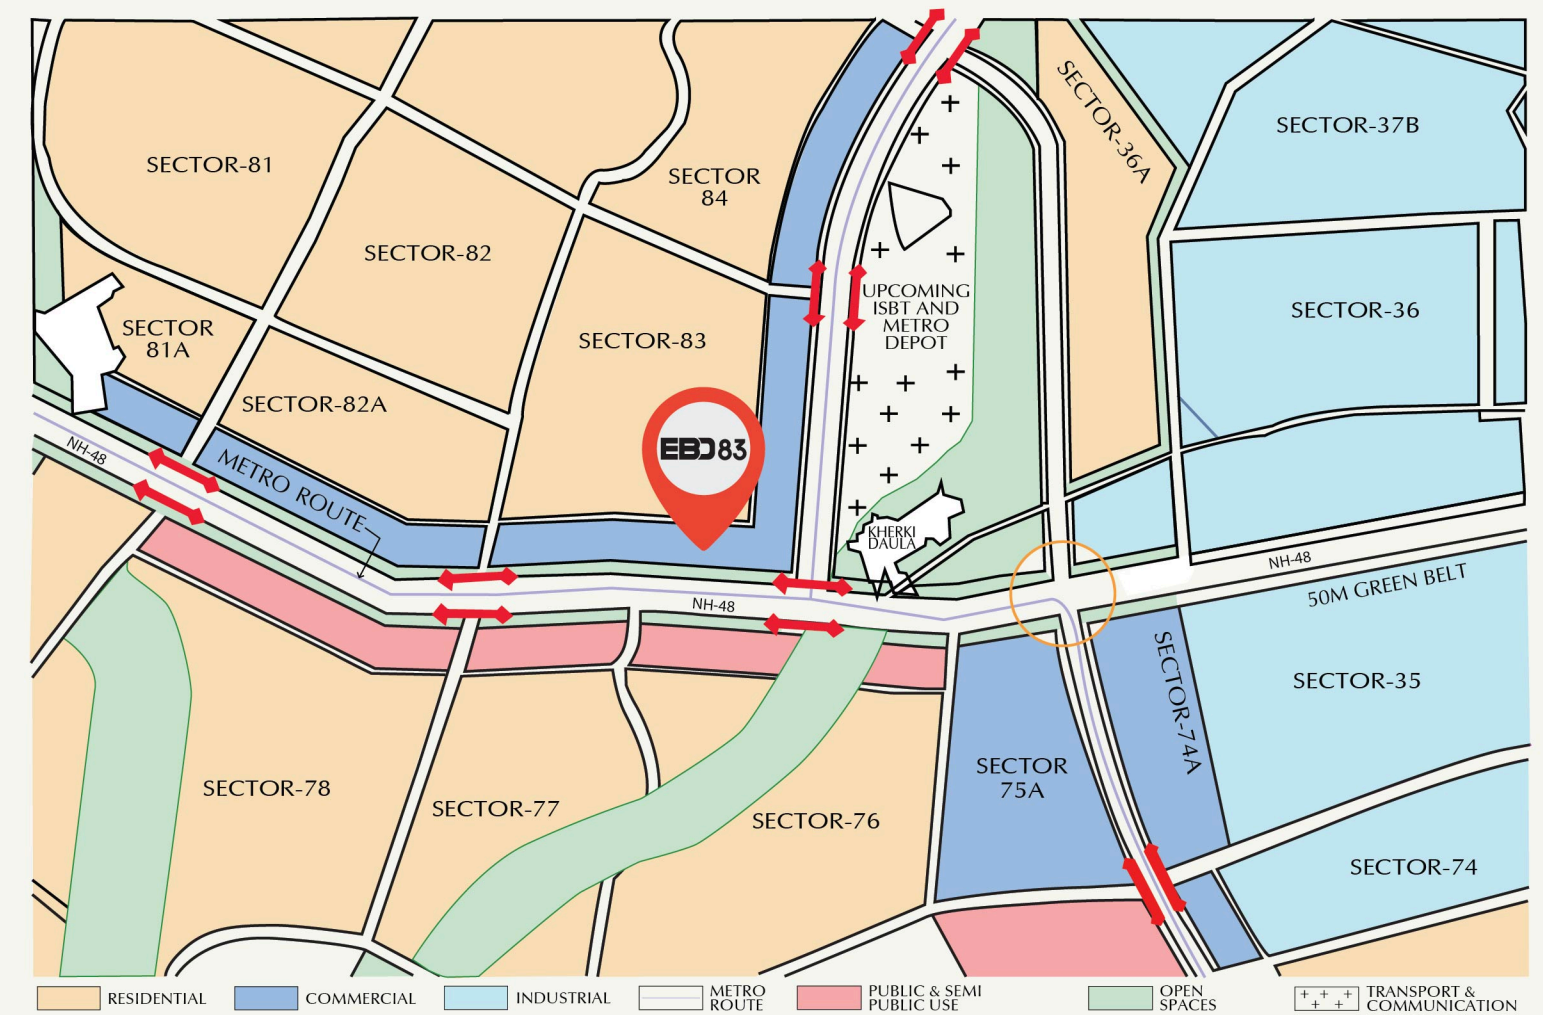 SECTOR-36A
SECTOR-37B
SECTOR-81
SECTOR
84
SECTOR-82
UPCOMING
ISBT AND
METRO
DEPOT
SECTOR-36
SECTOR
81A
SECTOR-83
SECTOR-82A
EBD83
NH-48
METRO ROUTE
KHERKI
DAULA
NH-48
50M GREEN BELT
NH-48
SECTOR-74A
SECTOR-35
SECTOR-78
SECTOR-77
SECTOR-76
SECTOR
75A
SECTOR-74
RESIDENTIAL
COMMERCIAL
INDUSTRIAL
METRO
ROUTE
PUBLIC & SEMI
PUBLIC USE
OPEN
SPACES
TRANSPORT &
COMMUNICATION